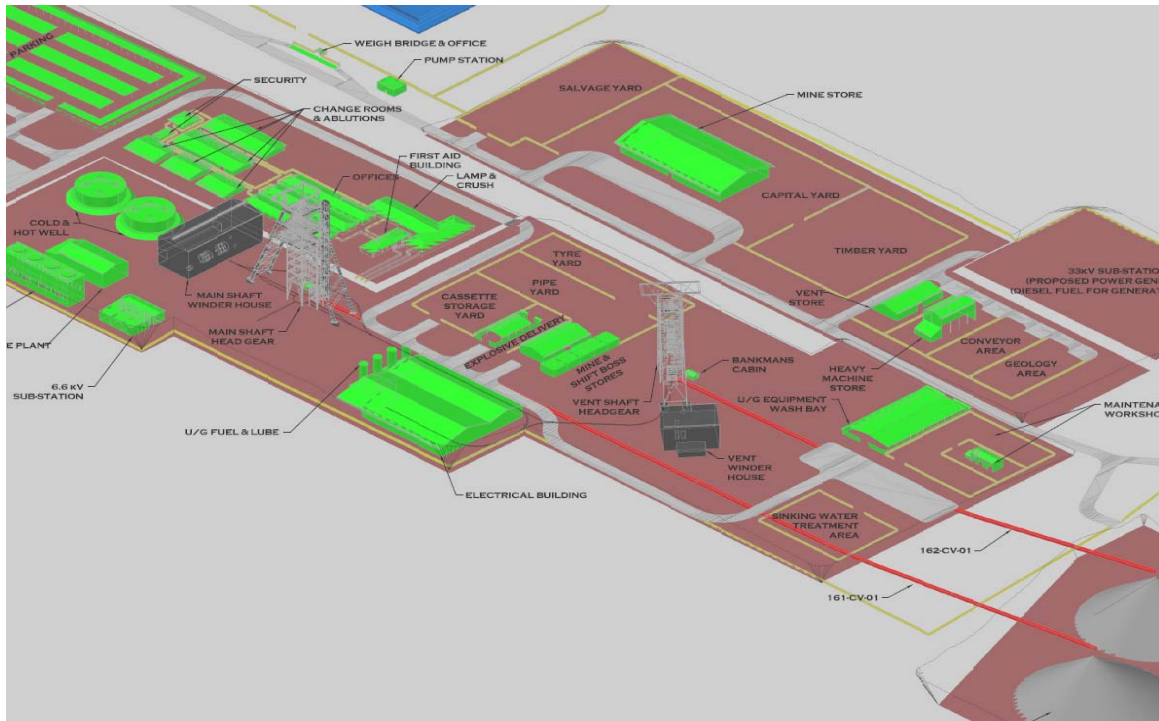 WEIGH BRIDGE & OFFICE
PUMP STATION
PARKING
SECURITY
CHANGE ROOMS
& ABLUTIONS
SALVAGE YARD
MINE STORE
FIRST AID
BUILDING
OFFICES
LAMP &
CRUSH
CAPITAL YARD
COLD &
HOT WELL
TYRE
YARD
TIMBER YARD
PIPE
YARD
33kV SUB-STATIO
(PROPOSED POWER GENE
(DIESEL FUEL FOR GENERAT
MAIN SHAFT
WINDER HOUSE
CASSETTE
STORAGE
YARD
VENT
STORE
MAIN SHAFT
HEAD GEAR
EXPLOSIVE DELIVERY
CONVEYOR
AREA
E PLANT
MINE &
SHIFT BOSS
STORES
BANKMANS
CABIN
HEAVY
MACHINE
STORE
GEOLOGY
AREA
6.6 kV
SUB-STATION
VENT SHAFT
HEADGEAR
U/G EQUIPMENT
WASH BAY
MAINTENA
WORKSHO
U/G FUEL & LUBE
VENT
WINDER
HOUSE
ELECTRICAL BUILDING
SINKING WATER
TREATMENT
AREA
162-CV-01
161-CV-01